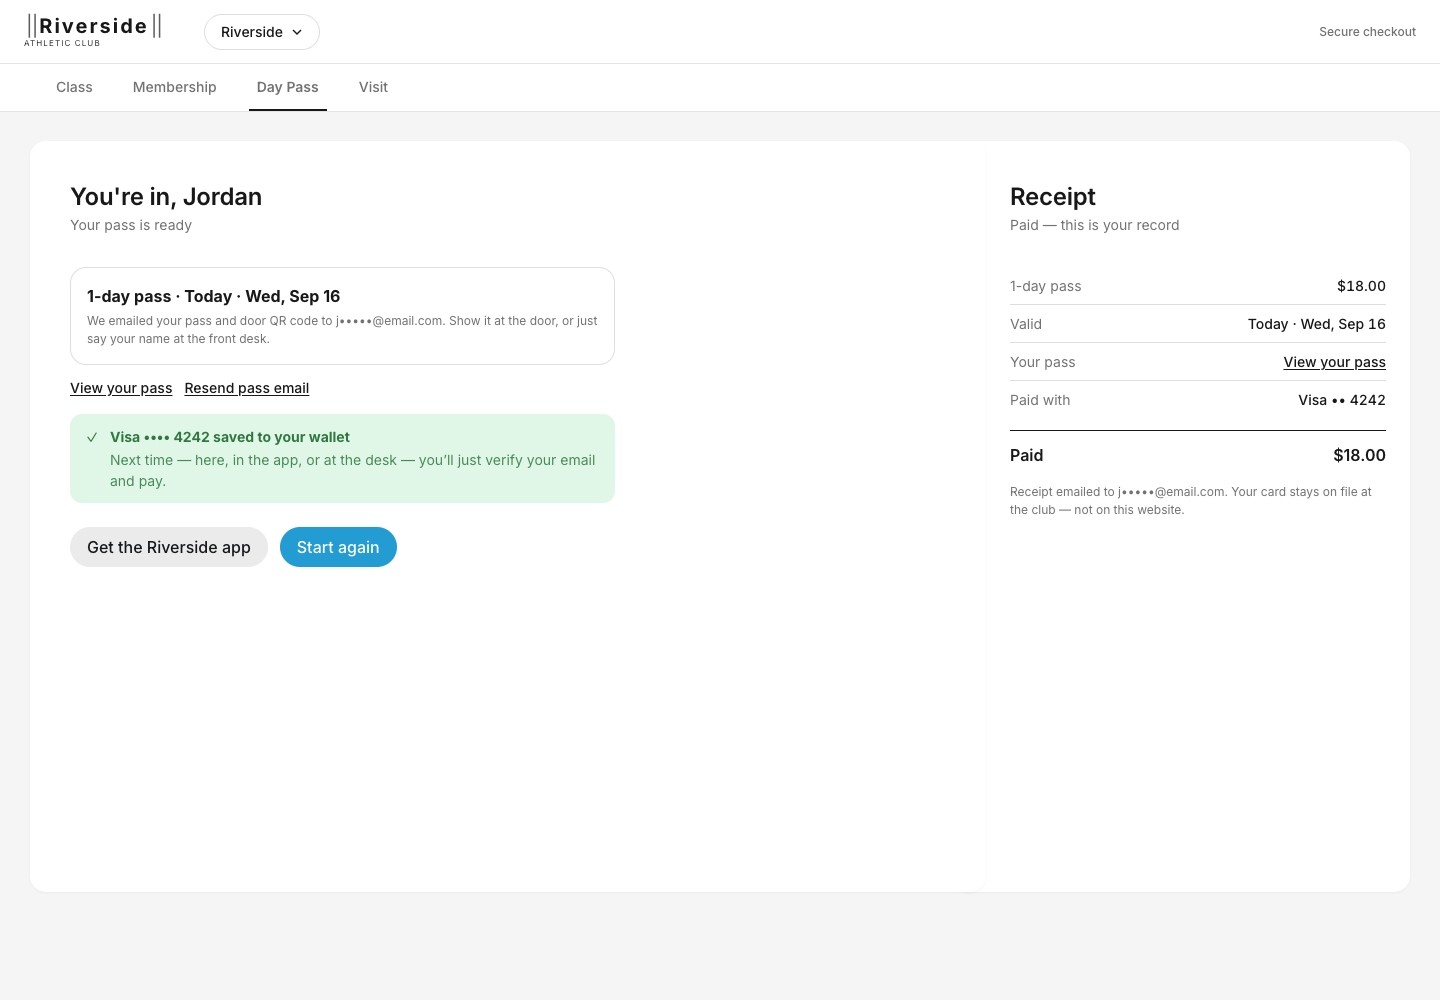 Riverside
ATHLETIC CLUB
Riverside
Secure checkout
Class
Membership
Day Pass
Visit
You're in, Jordan
Your pass is ready
1-day pass · Today · Wed, Sep 16
We emailed your pass and door QR code to j•••••@email.com. Show it at the door, or just
say your name at the front desk.
View your pass
Resend pass email
✓ Visa •••• 4242 saved to your wallet
Next time — here, in the app, or at the desk — you’ll just verify your email
and pay.
Get the Riverside app
Start again
Receipt
Paid — this is your record
1-day pass $18.00
Valid Today · Wed, Sep 16
Your pass View your pass
Paid with Visa •• 4242
Paid $18.00
Receipt emailed to j•••••@email.com. Your card stays on file at
the club — not on this website.